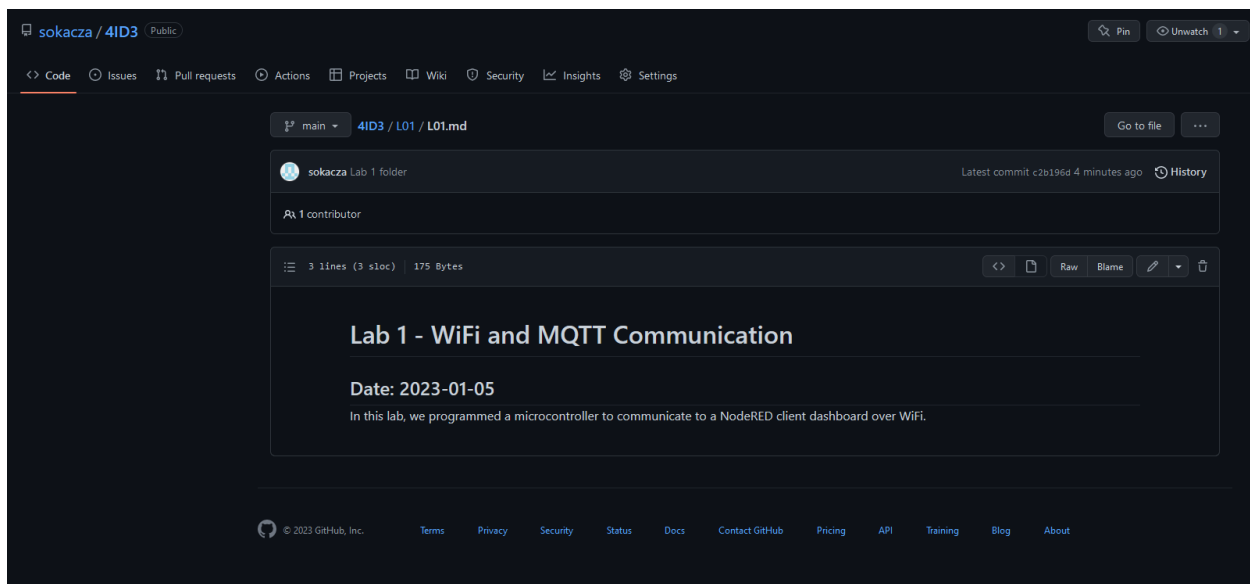 sokacza / 4ID3 Public Pin Unwatch 1
Code Issues Pull requests Actions Projects Wiki Security Insights Settings
main 4ID3 / L01 / L01.md Go to file ...
sokacza Lab 1 folder Latest commit c2b196d 4 minutes ago History
1 contributor
3 lines (3 sloc) 175 Bytes <> Raw Blame
Lab 1 - WiFi and MQTT Communication
Date: 2023-01-05
In this lab, we programmed a microcontroller to communicate to a NodeRED client dashboard over WiFi.
© 2023 GitHub, Inc. Terms Privacy Security Status Docs Contact GitHub Pricing API Training Blog About